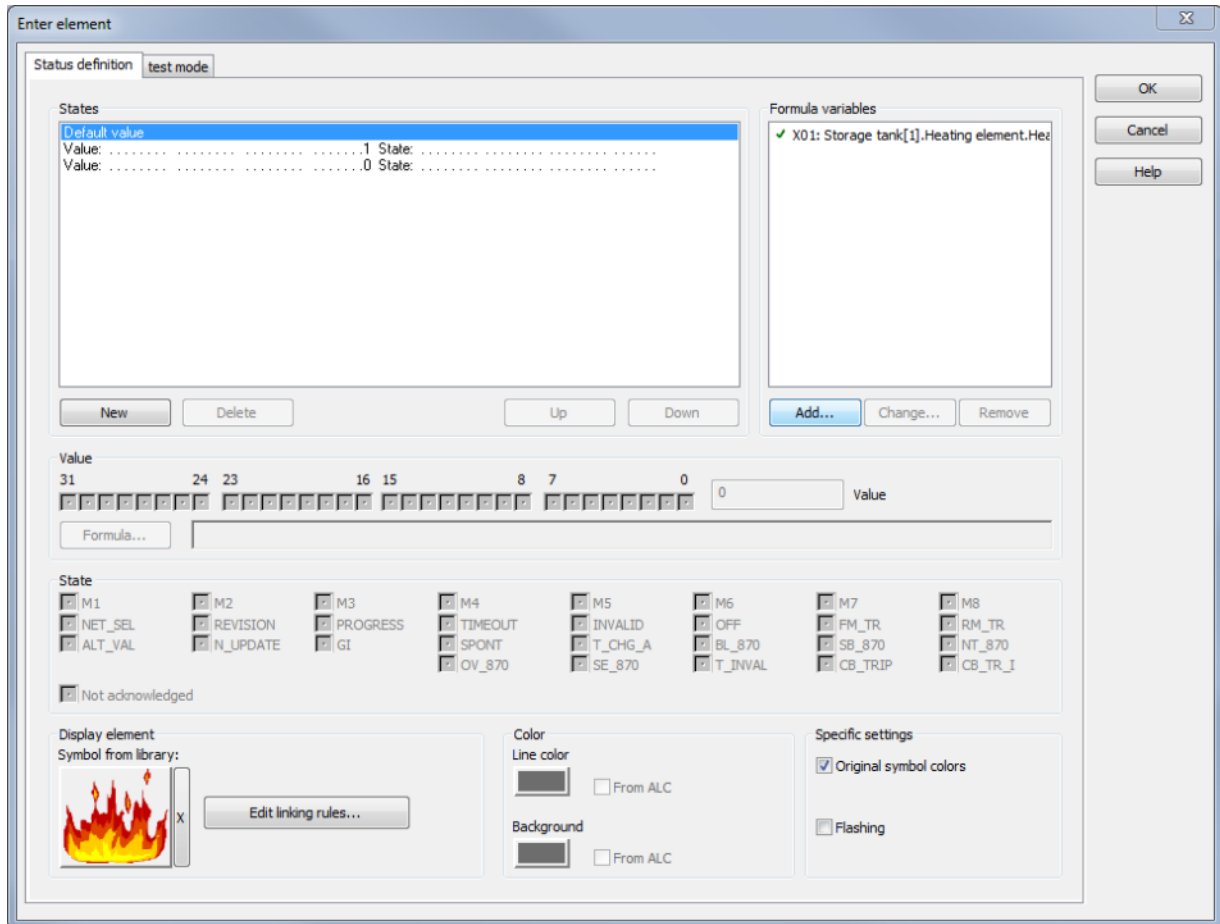 Enter element
Status definition
test mode
OK
Cancel
Help
States
Default value
Value: . . . . . . . . . . . . . . . . . . . . . . . . . . . . . . .1 State: . . . . . . . . . . . . . . . . . . . . . . . . . . . . . .
Value: . . . . . . . . . . . . . . . . . . . . . . . . . . . . . . .0 State: . . . . . . . . . . . . . . . . . . . . . . . . . . . . . .
New
Delete
Up
Down
Formula variables
X01: Storage tank[1].Heating element.Hea
Add...
Change...
Remove
Value
31 24 23 16 15 8 7 0
0
Value
Formula...
State
M1 M2 M3 M4 M5 M6 M7 M8
NET_SEL REVISION PROGRESS TIMEOUT INVALID OFF FM_TR RM_TR
ALT_VAL N_UPDATE GI SPONT T_CHG_A BL_870 SB_870 NT_870
OV_870 SE_870 T_INVAL CB_TRIP CB_TR_I
Not acknowledged
Display element
Symbol from library:
X
Edit linking rules...
Color
Line color
From ALC
Background
From ALC
Specific settings
Original symbol colors
Flashing